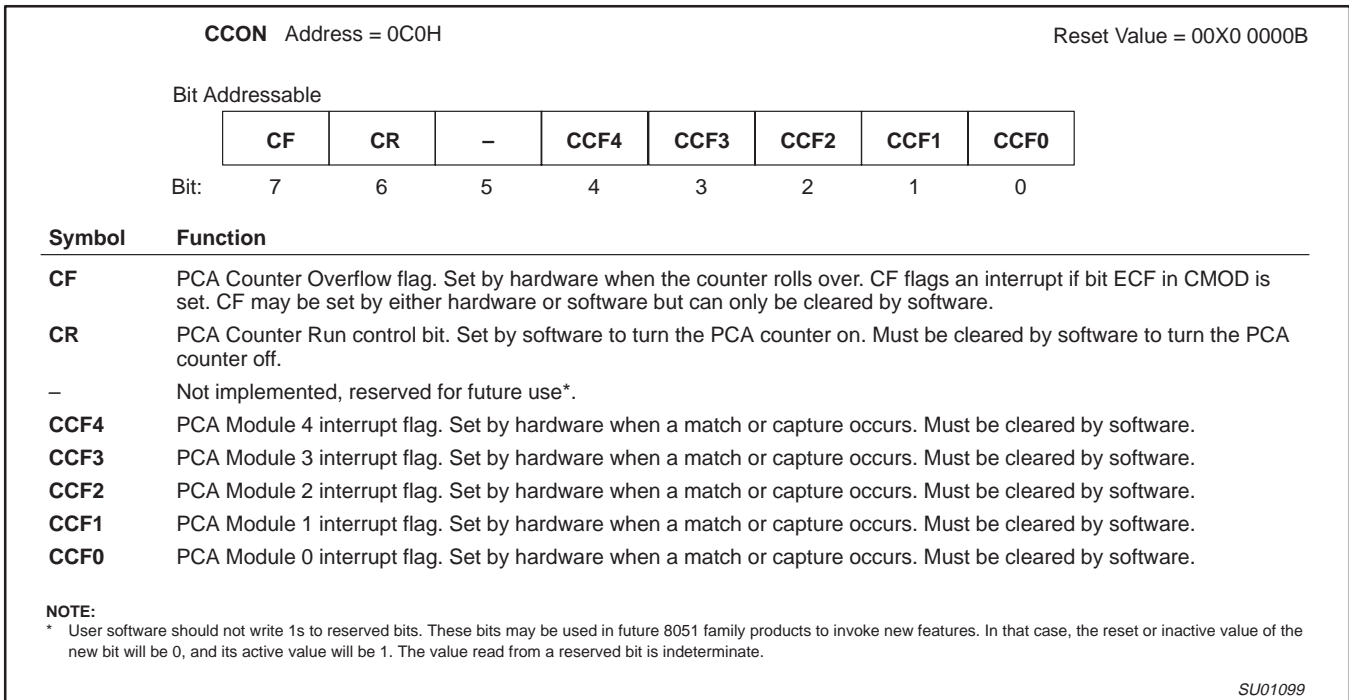 CCON Address = 0C0H Reset Value = 00X0 0000B
Bit Addressable
CF CR – CCF4 CCF3 CCF2 CCF1 CCF0
Bit: 7 6 5 4 3 2 1 0
Symbol Function
CF PCA Counter Overflow flag. Set by hardware when the counter rolls over. CF flags an interrupt if bit ECF in CMOD is
set. CF may be set by either hardware or software but can only be cleared by software.
CR PCA Counter Run control bit. Set by software to turn the PCA counter on. Must be cleared by software to turn the PCA
counter off.
– Not implemented, reserved for future use*.
CCF4 PCA Module 4 interrupt flag. Set by hardware when a match or capture occurs. Must be cleared by software.
CCF3 PCA Module 3 interrupt flag. Set by hardware when a match or capture occurs. Must be cleared by software.
CCF2 PCA Module 2 interrupt flag. Set by hardware when a match or capture occurs. Must be cleared by software.
CCF1 PCA Module 1 interrupt flag. Set by hardware when a match or capture occurs. Must be cleared by software.
CCF0 PCA Module 0 interrupt flag. Set by hardware when a match or capture occurs. Must be cleared by software.
NOTE:
* User software should not write 1s to reserved bits. These bits may be used in future 8051 family products to invoke new features. In that case, the reset or inactive value of the
new bit will be 0, and its active value will be 1. The value read from a reserved bit is indeterminate.
SU01099